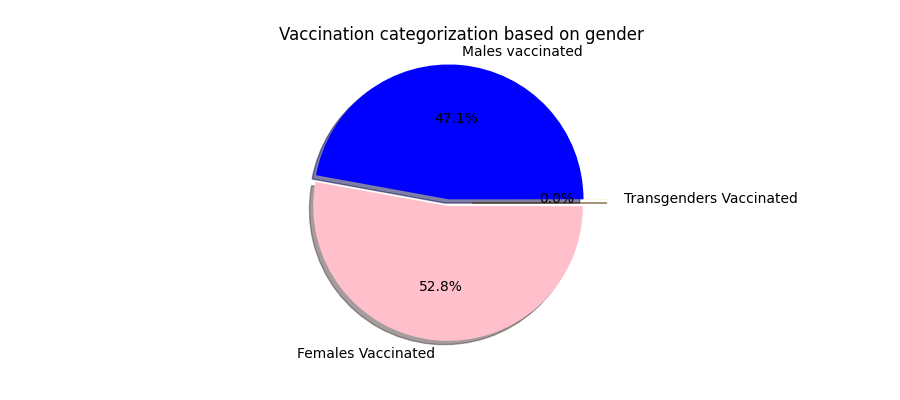 Vaccination categorization based on gender
Males vaccinated
47.1%
0.0%
Transgenders Vaccinated
52.8%
Females Vaccinated